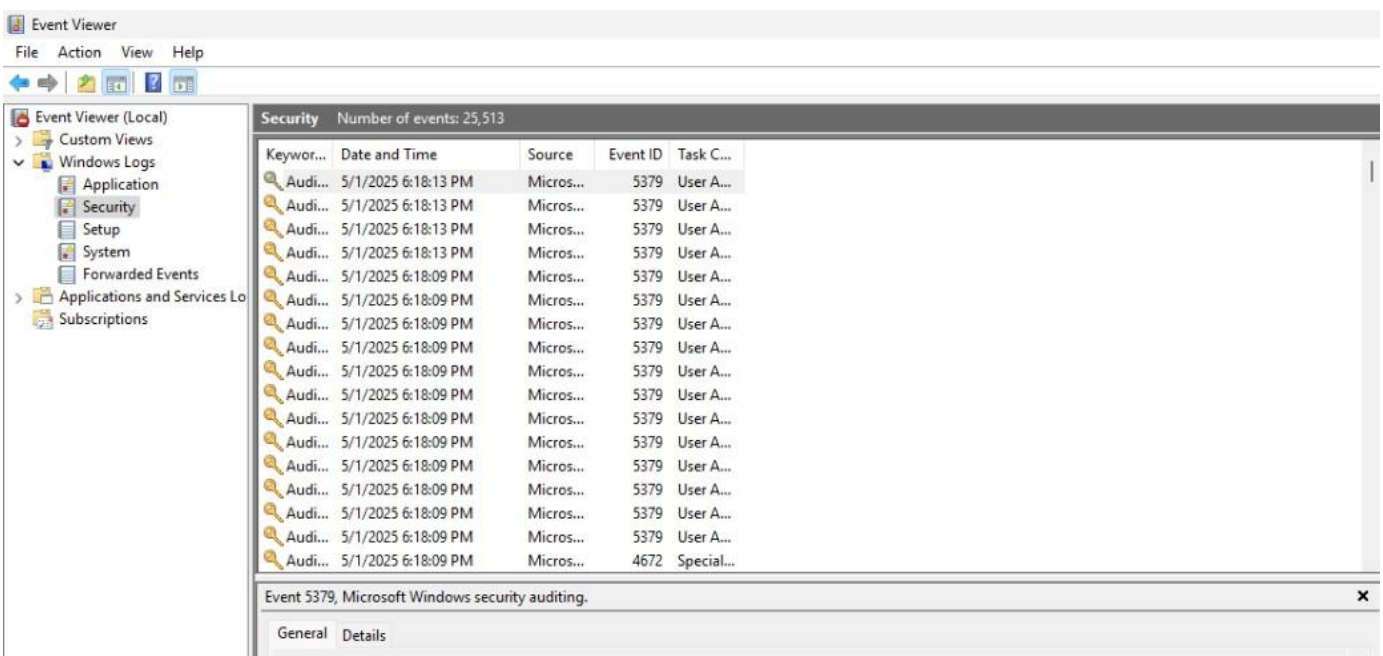 Event Viewer
File Action View Help
Event Viewer (Local)
Custom Views
Windows Logs
Application
Security
Setup
System
Forwarded Events
Applications and Services Lo
Subscriptions
Security Number of events: 25,513
Keywor... Date and Time Source Event ID Task C...
Audi... 5/1/2025 6:18:13 PM Micros... 5379 User A...
Audi... 5/1/2025 6:18:13 PM Micros... 5379 User A...
Audi... 5/1/2025 6:18:13 PM Micros... 5379 User A...
Audi... 5/1/2025 6:18:13 PM Micros... 5379 User A...
Audi... 5/1/2025 6:18:09 PM Micros... 5379 User A...
Audi... 5/1/2025 6:18:09 PM Micros... 5379 User A...
Audi... 5/1/2025 6:18:09 PM Micros... 5379 User A...
Audi... 5/1/2025 6:18:09 PM Micros... 5379 User A...
Audi... 5/1/2025 6:18:09 PM Micros... 5379 User A...
Audi... 5/1/2025 6:18:09 PM Micros... 5379 User A...
Audi... 5/1/2025 6:18:09 PM Micros... 5379 User A...
Audi... 5/1/2025 6:18:09 PM Micros... 5379 User A...
Audi... 5/1/2025 6:18:09 PM Micros... 5379 User A...
Audi... 5/1/2025 6:18:09 PM Micros... 5379 User A...
Audi... 5/1/2025 6:18:09 PM Micros... 5379 User A...
Audi... 5/1/2025 6:18:09 PM Micros... 5379 User A...
Audi... 5/1/2025 6:18:09 PM Micros... 4672 Special...
Event 5379, Microsoft Windows security auditing.
General Details